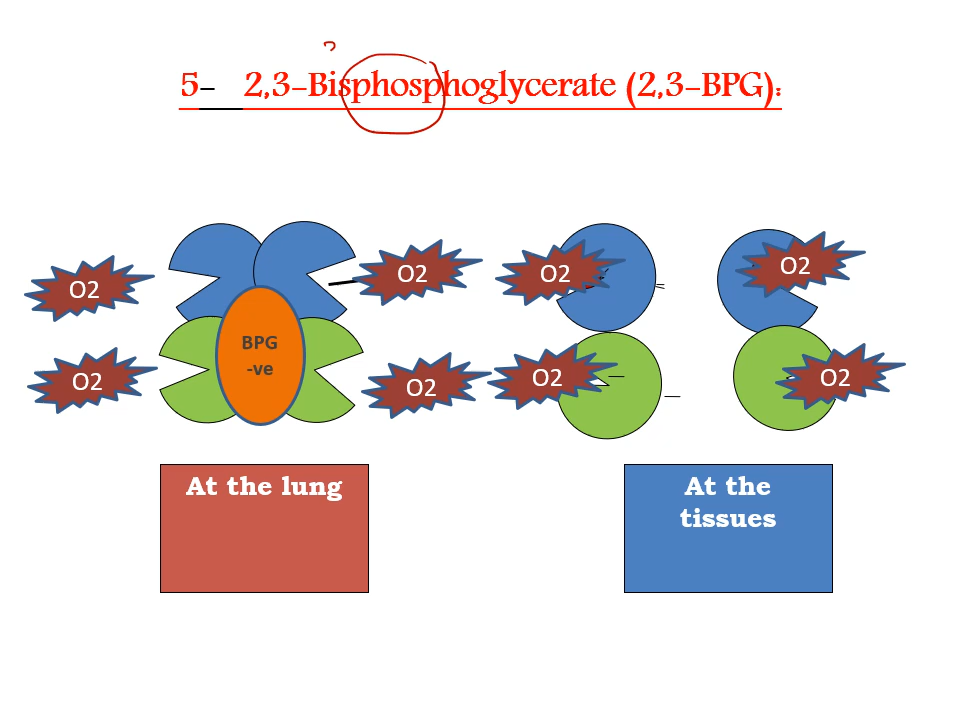 5- 2,3-Bisphosphoglycerate (2,3-BPG):
O2
O2
O2
O2
BPG
-ve
O2
O2
O2
O2
At the lung
At the
tissues